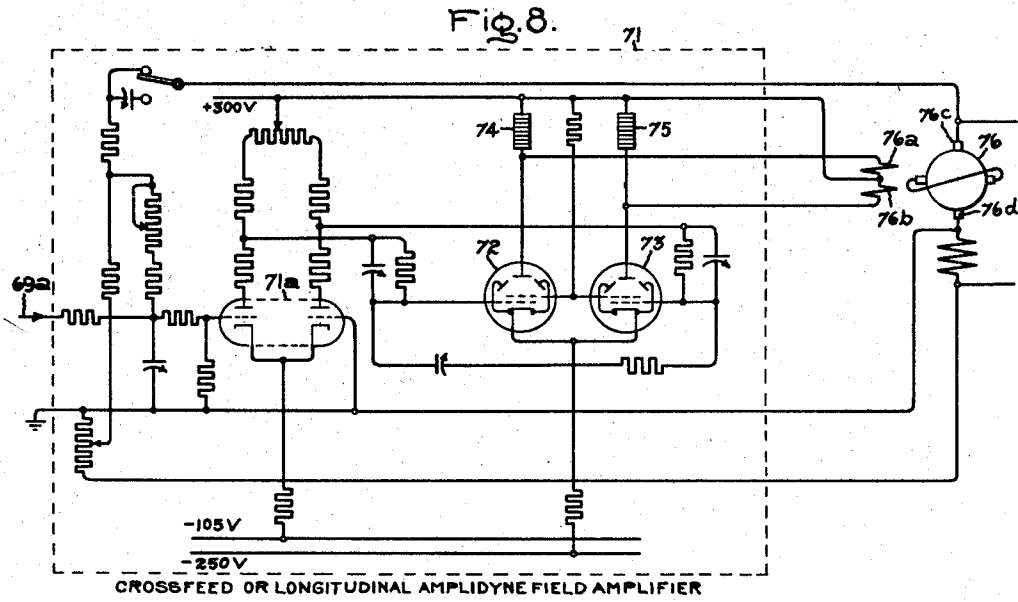 Fig. 8.
71
+300V
74
75
76c
76a
76
76b
76d
72
73
71a
69a
-105V
-250V
CROSSFEED OR LONGITUDINAL AMPLIDYNE FIELD AMPLIFIER